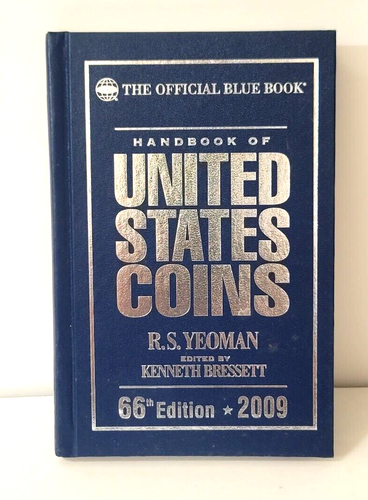 THE OFFICIAL BLUE BOOK®
HANDBOOK OF
UNITED
STATES
COINS
R.S. YEOMAN
EDITED BY
KENNETH BRESSETT
66th Edition ★ 2009